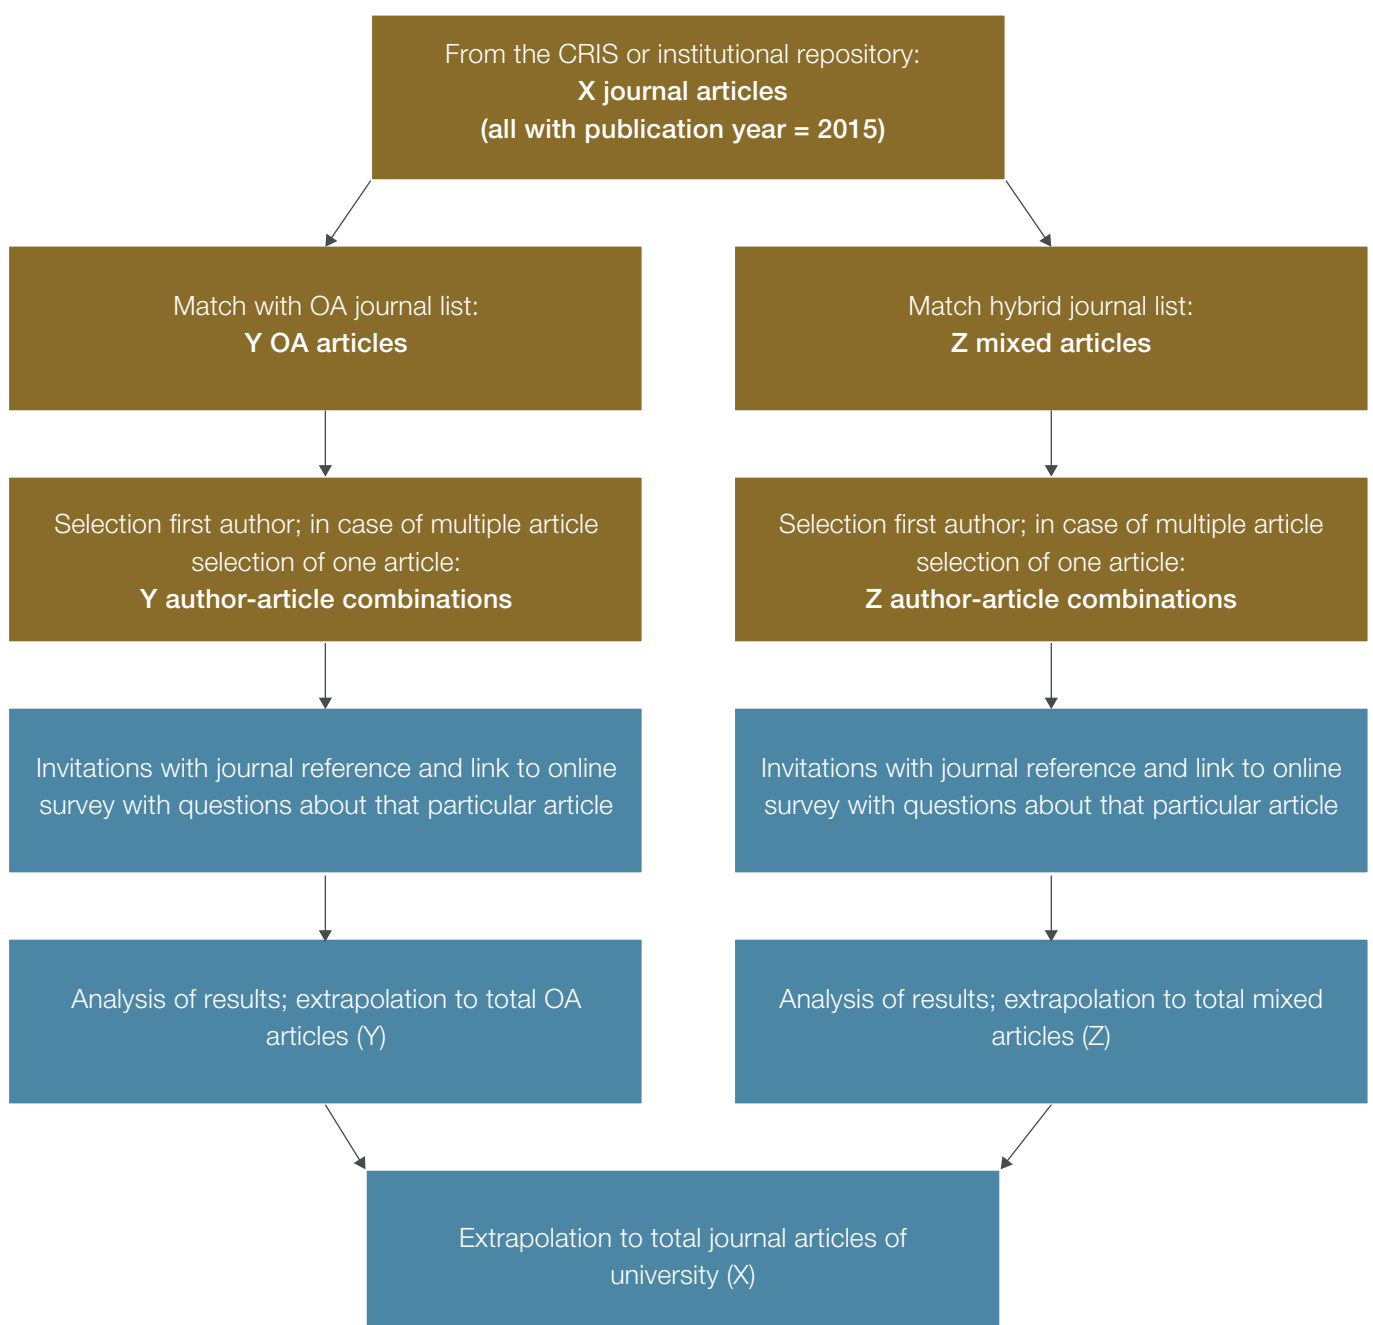 From the CRIS or institutional repository:
X journal articles
(all with publication year = 2015)
Match with OA journal list:
Y OA articles
Match hybrid journal list:
Z mixed articles
Selection first author; in case of multiple article
selection of one article:
Y author-article combinations
Selection first author; in case of multiple article
selection of one article:
Z author-article combinations
Invitations with journal reference and link to online
survey with questions about that particular article
Invitations with journal reference and link to online
survey with questions about that particular article
Analysis of results; extrapolation to total OA
articles (Y)
Analysis of results; extrapolation to total mixed
articles (Z)
Extrapolation to total journal articles of
university (X)